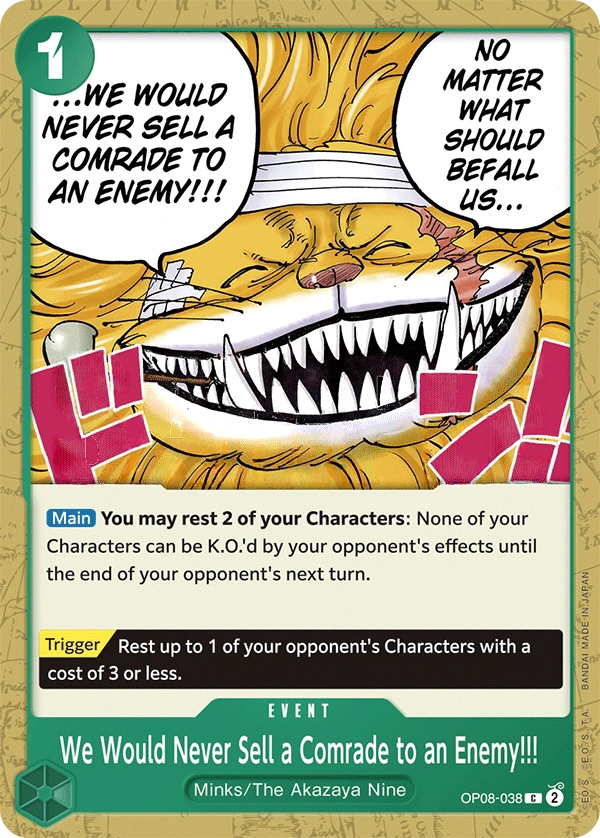 1
...WE WOULD
NEVER SELL A
COMRADE TO
AN ENEMY!!!
NO
MATTER
WHAT
SHOULD
BEFALL
US...
ドン!!
Main You may rest 2 of your Characters: None of your
Characters can be K.O.'d by your opponent's effects until
the end of your opponent's next turn.
Trigger Rest up to 1 of your opponent's Characters with a
cost of 3 or less.
EVENT
We Would Never Sell a Comrade to an Enemy!!!
Minks/The Akazaya Nine
OP08-038 C 2
©E.O./S. ©E.O./S.,T.A. BANDAI MADE IN JAPAN